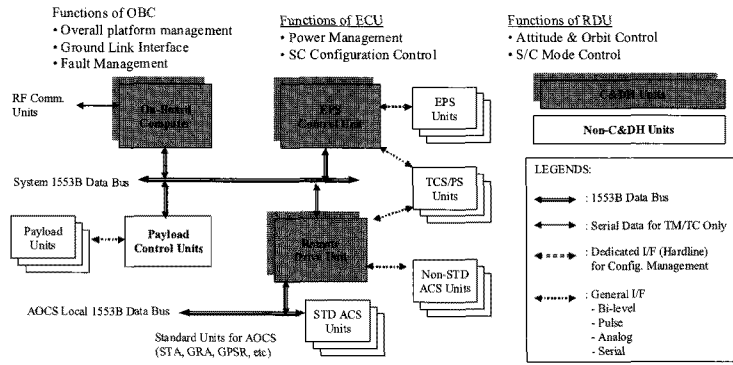 Functions of OBC
• Overall platform management
• Ground Link Interface
• Fault Management
Functions of ECU
• Power Management
• SC Configuration Control
Functions of RDU
• Attitude & Orbit Control
• S/C Mode Control
RF Comm.
Units
On-Board
Computer
EPS
Control Unit
EPS
Units
C&DH Units
Non-C&DH Units
System 1553B Data Bus
TCS/PS
Units
Payload
Units
Payload
Control Units
Remote
Drive Unit
Non-STD
ACS Units
AOCS Local 1553B Data Bus
STD ACS
Units
Standard Units for AOCS
(STA, GRA, GPSR, etc)
LEGENDS:
: 1553B Data Bus
: Serial Data for TM/TC Only
: Dedicated I/F (Hardline)
for Config. Management
: General I/F
- Bi-level
- Pulse
- Analog
- Serial